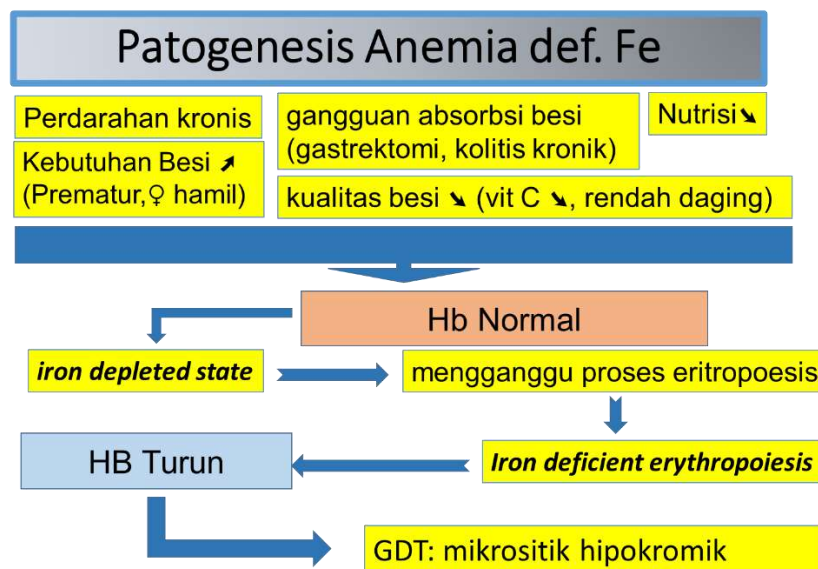 Patogenesis Anemia def. Fe
Perdarahan kronis
Kebutuhan Besi ➚
(Prematur,♀ hamil)
gangguan absorbsi besi
(gastrektomi, kolitis kronik)
Nutrisi➘
kualitas besi ➘ (vit C ➘, rendah daging)
Hb Normal
iron depleted state
mengganggu proses eritropoesis
Iron deficient erythropoiesis
HB Turun
GDT: mikrositik hipokromik